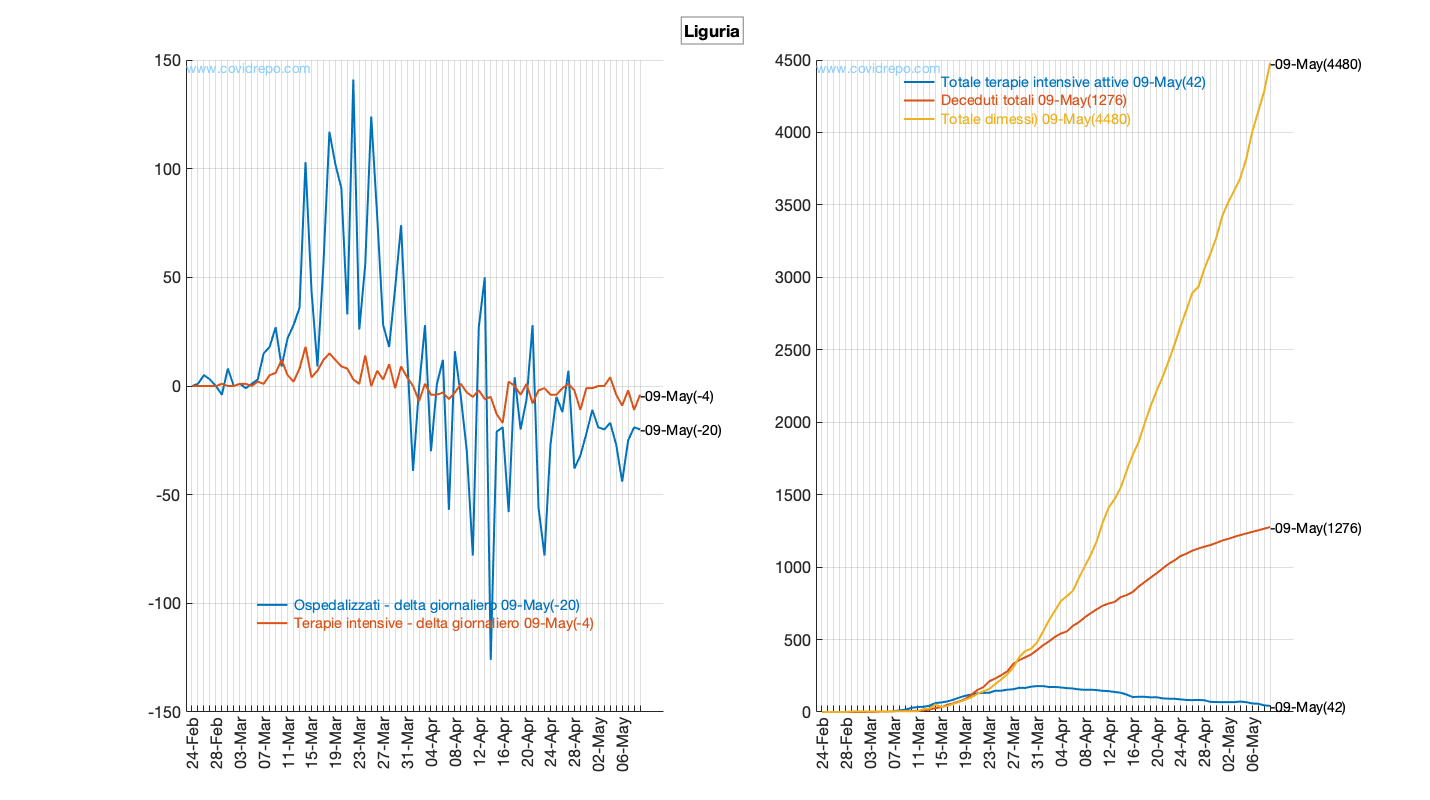 Liguria
www.covidrepo.com
150
100
50
0
-50
-100
-150
-09-May(-4)
-09-May(-20)
Ospedalizzati - delta giornaliero 09-May(-20)
Terapie intensive - delta giornaliero 09-May(-4)
24-Feb
28-Feb
03-Mar
07-Mar
11-Mar
15-Mar
19-Mar
23-Mar
27-Mar
31-Mar
04-Apr
08-Apr
12-Apr
16-Apr
20-Apr
24-Apr
28-Apr
02-May
06-May
www.covidrepo.com
Totale terapie intensive attive 09-May(42)
Deceduti totali 09-May(1276)
Totale dimessi) 09-May(4480)
4500
4000
3500
3000
2500
2000
1500
1000
500
0
-09-May(4480)
-09-May(1276)
-09-May(42)
24-Feb
28-Feb
03-Mar
07-Mar
11-Mar
15-Mar
19-Mar
23-Mar
27-Mar
31-Mar
04-Apr
08-Apr
12-Apr
16-Apr
20-Apr
24-Apr
28-Apr
02-May
06-May